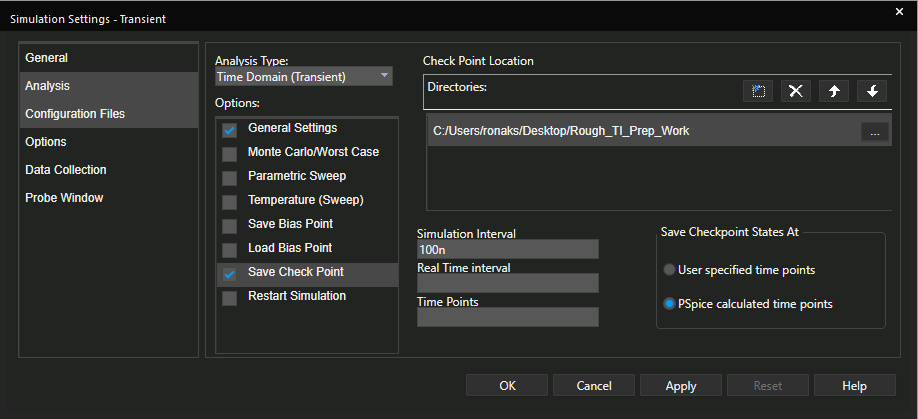 Simulation Settings - Transient
General
Analysis
Configuration Files
Options
Data Collection
Probe Window
Analysis Type:
Time Domain (Transient)
Options:
General Settings
Monte Carlo/Worst Case
Parametric Sweep
Temperature (Sweep)
Save Bias Point
Load Bias Point
Save Check Point
Restart Simulation
Check Point Location
Directories:
C:/Users/ronaks/Desktop/Rough_TI_Prep_Work
...
Simulation Interval
100n
Real Time interval
Time Points
Save Checkpoint States At
User specified time points
PSpice calculated time points
OK
Cancel
Apply
Reset
Help